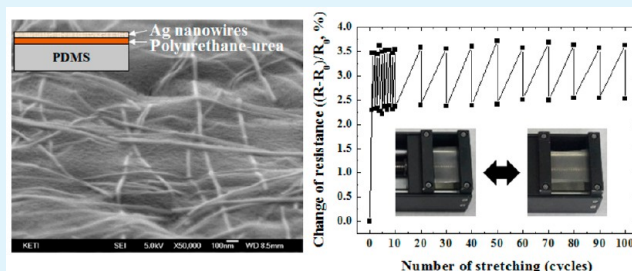 Ag nanowires
Polyurethane-urea
PDMS
KETI SEI 5.0kV X50,000 100nm WD 8.5mm
Change of resistance ((R-R₀)/R₀, %)
4.0
3.5
3.0
2.5
2.0
1.5
1.0
0.5
0.0
0 10 20 30 40 50 60 70 80 90 100
Number of stretching (cycles)